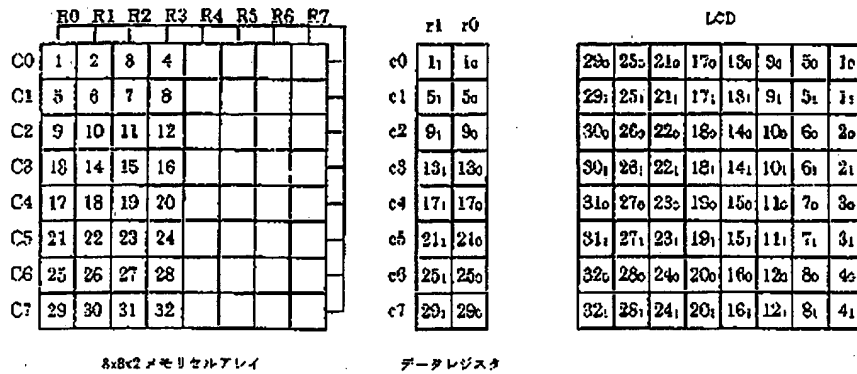 R0 R1 R2 R3 R4 R5 R6 R7
r1 r0
LCD
C0 1 2 3 4 c0 1₁ 1₀ 29₀ 25₀ 21₀ 17₀ 13₀ 9₀ 5₀ 1₀
C1 5 6 7 8 c1 5₁ 5₀ 29₁ 25₁ 21₁ 17₁ 13₁ 9₁ 5₁ 1₁
C2 9 10 11 12 c2 9₁ 9₀ 30₀ 26₀ 22₀ 18₀ 14₀ 10₀ 6₀ 2₀
C3 13 14 15 16 c3 13₁ 13₀ 30₁ 26₁ 22₁ 18₁ 14₁ 10₁ 6₁ 2₁
C4 17 18 19 20 c4 17₁ 17₀ 31₀ 27₀ 23₀ 19₀ 15₀ 11₀ 7₀ 3₀
C5 21 22 23 24 c5 21₁ 21₀ 31₁ 27₁ 23₁ 19₁ 15₁ 11₁ 7₁ 3₁
C6 25 26 27 28 c6 25₁ 25₀ 32₀ 28₀ 24₀ 20₀ 16₀ 12₀ 8₀ 4₀
C7 29 30 31 32 c7 29₁ 29₀ 32₁ 28₁ 24₁ 20₁ 16₁ 12₁ 8₁ 4₁
8x8x2メモリセルアレイ
データレジスタ